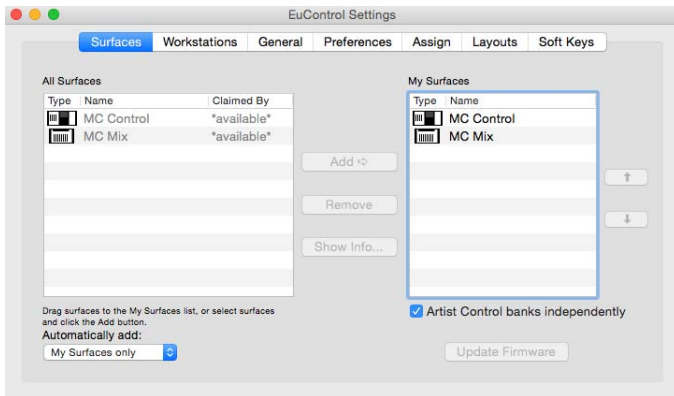 EuControl Settings
Surfaces Workstations General Preferences Assign Layouts Soft Keys
All Surfaces
Type Name Claimed By
MC Control *available*
MC Mix *available*
Add ➪
Remove
Show Info...
My Surfaces
Type Name
MC Control
MC Mix
Drag surfaces to the My Surfaces list, or select surfaces
and click the Add button.
Automatically add:
My Surfaces only
Artist Control banks independently
Update Firmware